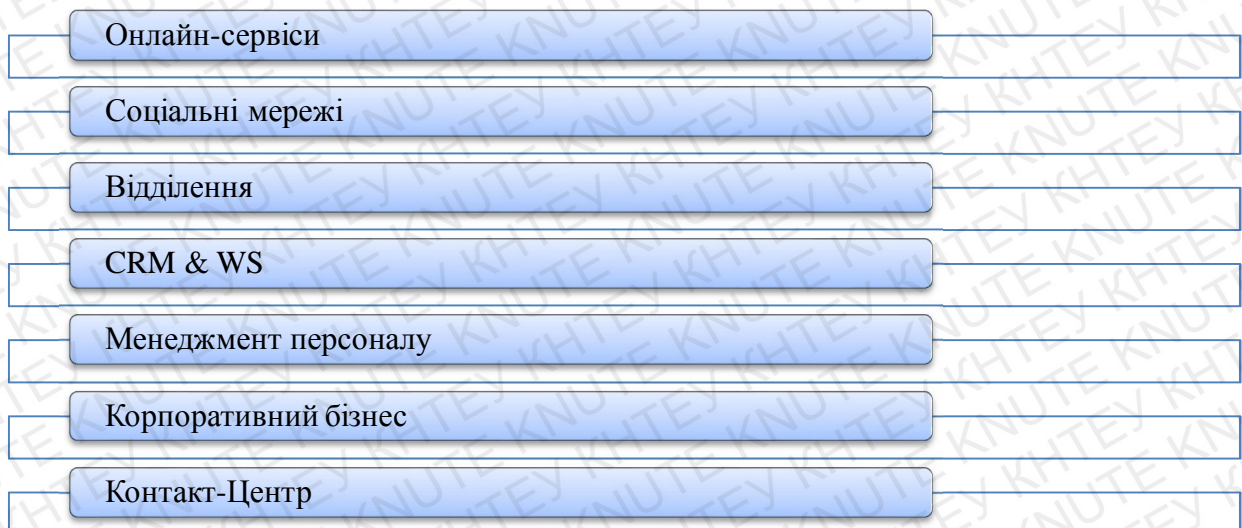 Онлайн-сервіси
Соціальні мережі
Відділення
CRM & WS
Менеджмент персоналу
Корпоративний бізнес
Контакт-Центр